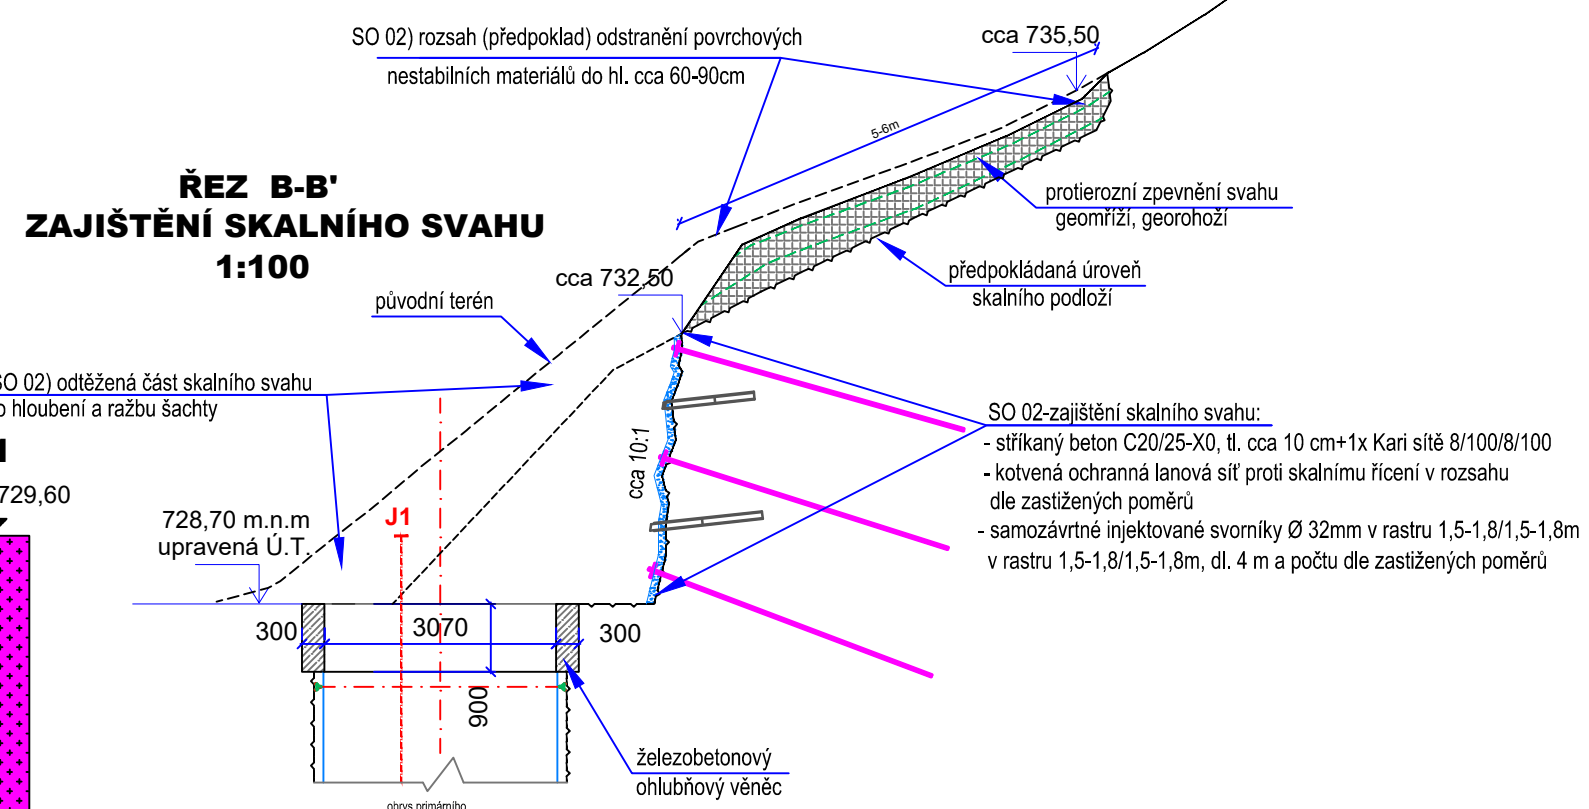 SO 02) rozsah (předpoklad) odstranění povrchových
nestabilních materiálů do hl. cca 60-90cm
cca 735,50
5-6m
ŘEZ B-B'
ZAJIŠTĚNÍ SKALNÍHO SVAHU
1:100
protierozní zpevnění svahu
geomříží, georohoží
cca 732,50
předpokládaná úroveň
skalního podloží
původní terén
SO 02) odtěžená část skalního svahu
o hloubení a ražbu šachty
729,60
cca 10:1
SO 02-zajištění skalního svahu:
- stříkaný beton C20/25-X0, tl. cca 10 cm+1x Kari sítě 8/100/8/100
- kotvená ochranná lanová síť proti skalnímu řícení v rozsahu
dle zastižených poměrů
- samozávrtné injektované svorníky Ø 32mm v rastru 1,5-1,8/1,5-1,8m
v rastru 1,5-1,8/1,5-1,8m, dl. 4 m a počtu dle zastižených poměrů
728,70 m.n.m
upravená Ú.T.
J1
300
3070
300
900
železobetonový
ohlubňový věnec
obrys primárního